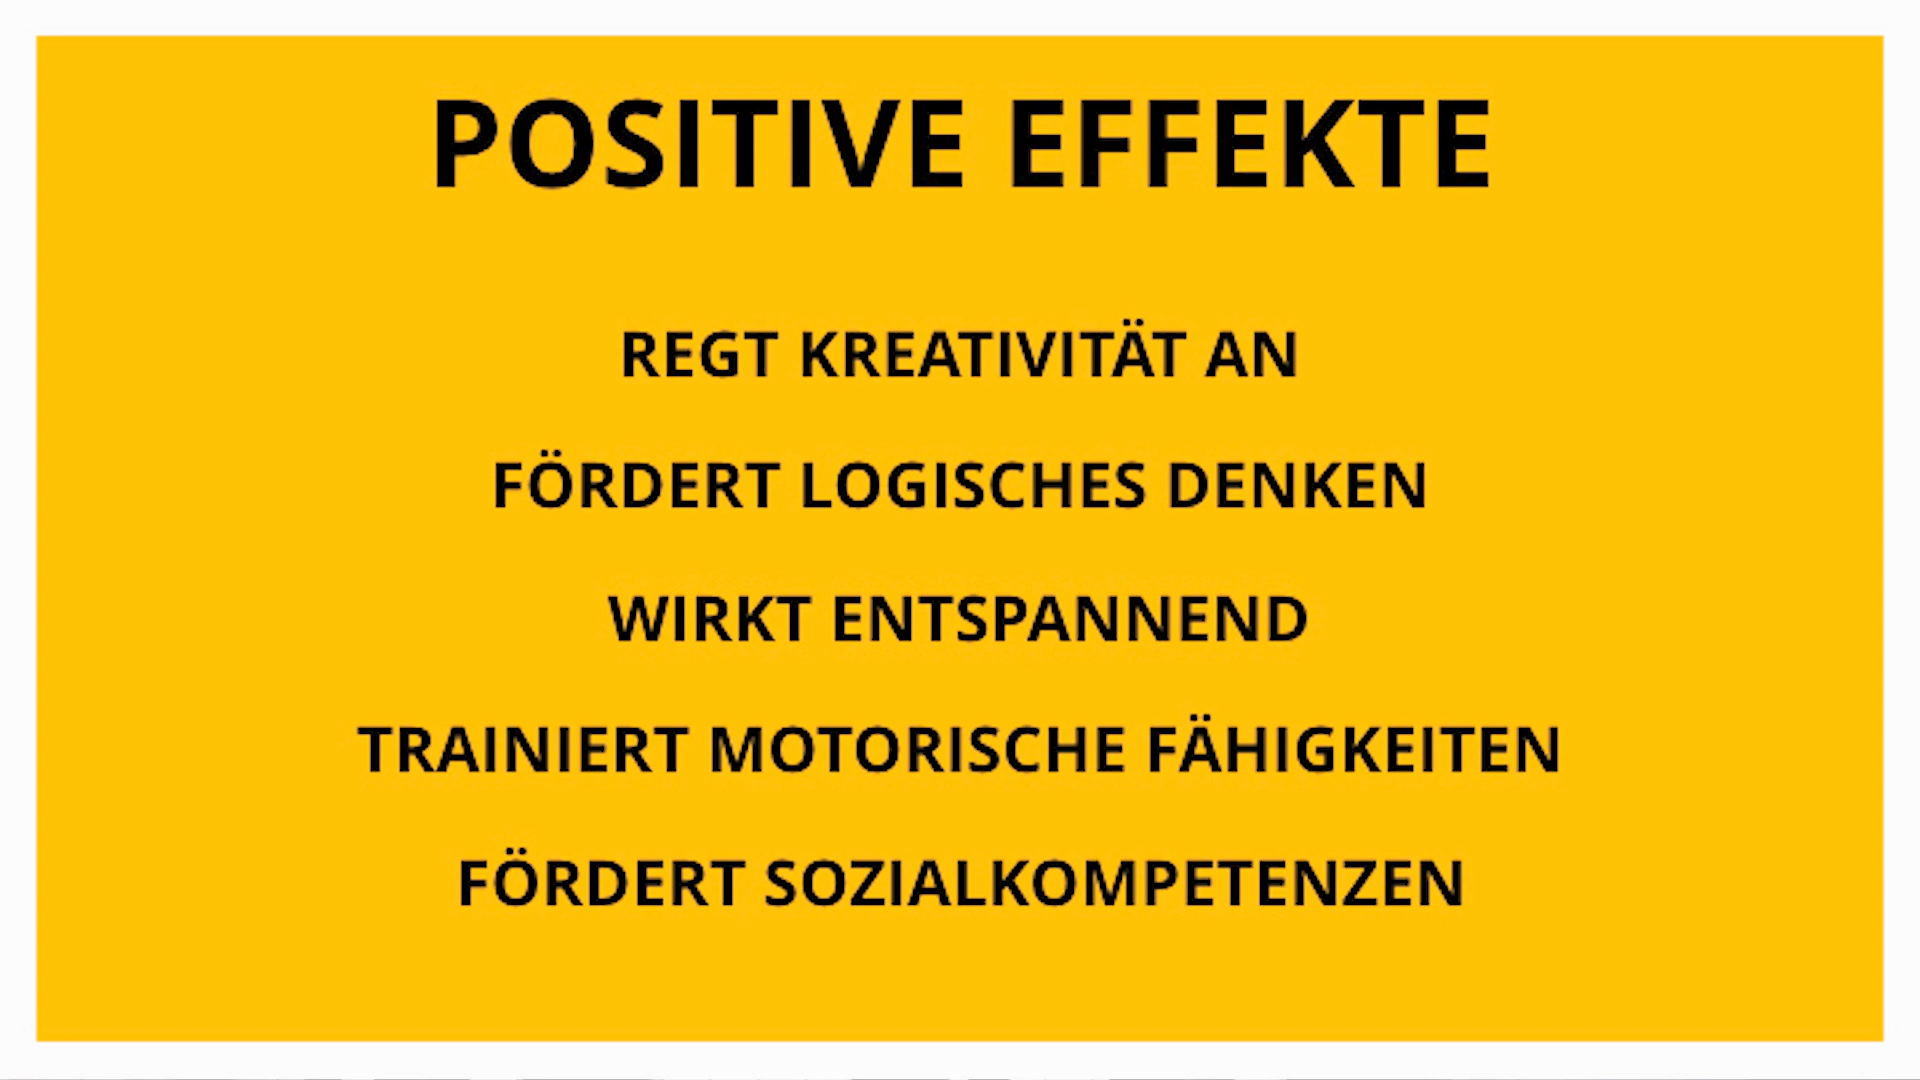 POSITIVE EFFEKTE
REGT KREATIVITÄT AN
FÖRDERT LOGISCHES DENKEN
WIRKT ENTSPANNEND
TRAINIERT MOTORISCHE FÄHIGKEITEN
FÖRDERT SOZIALKOMPETENZEN